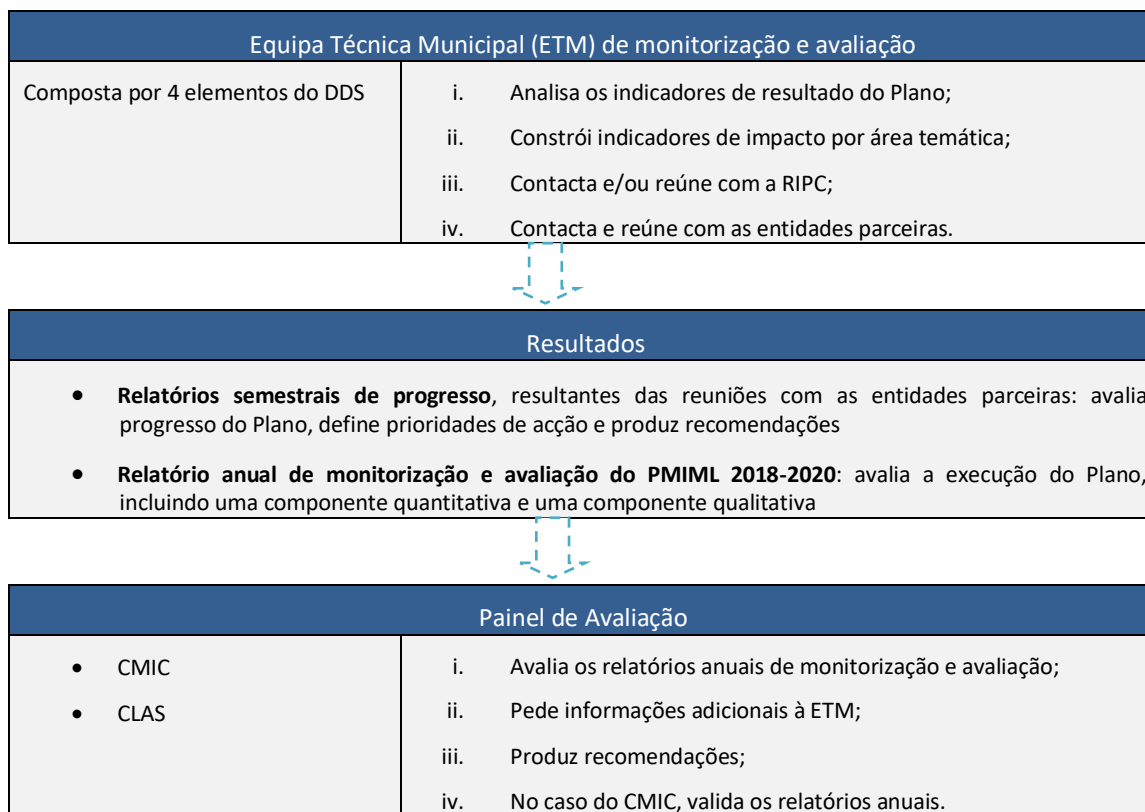 Equipa Técnica Municipal (ETM) de monitorização e avaliação
Composta por 4 elementos do DDS
i. Analisa os indicadores de resultado do Plano;
ii. Constrói indicadores de impacto por área temática;
iii. Contacta e/ou reúne com a RIPC;
iv. Contacta e reúne com as entidades parceiras.
Resultados
• Relatórios semestrais de progresso, resultantes das reuniões com as entidades parceiras: avalia
progresso do Plano, define prioridades de acção e produz recomendações
• Relatório anual de monitorização e avaliação do PMIML 2018-2020: avalia a execução do Plano,
incluindo uma componente quantitativa e uma componente qualitativa
Painel de Avaliação
• CMIC
• CLAS
i. Avalia os relatórios anuais de monitorização e avaliação;
ii. Pede informações adicionais à ETM;
iii. Produz recomendações;
iv. No caso do CMIC, valida os relatórios anuais.